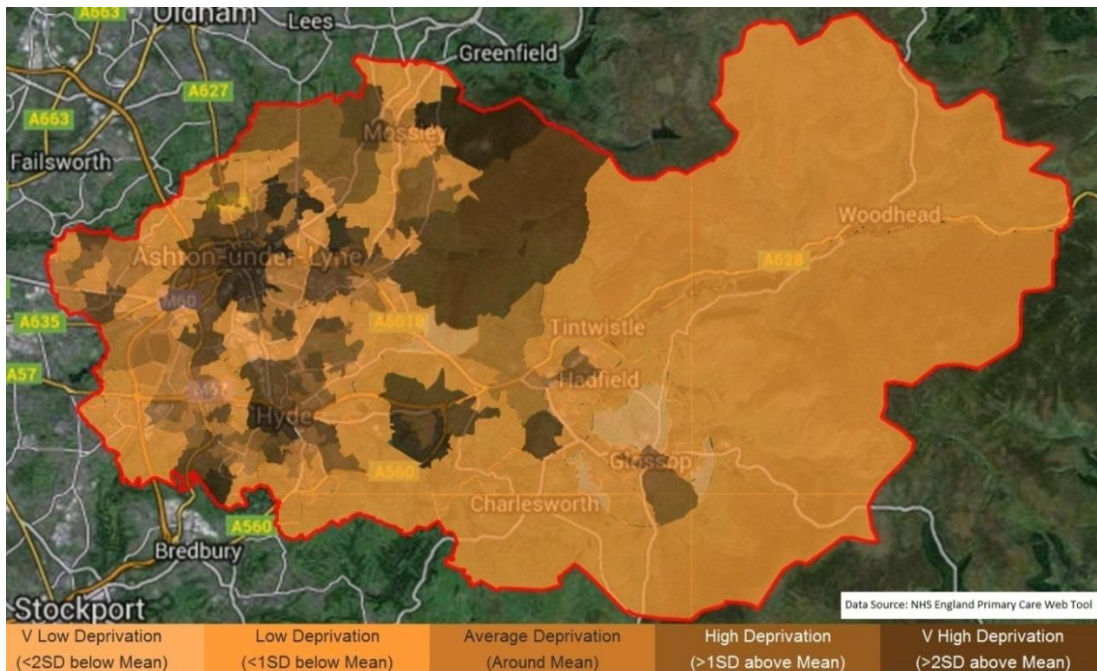 A663
Oldham
Lees
Greenfield
A627
A663
Mossley
Failsworth
Woodhead
Ashton-under-Lyne
A628
M60
A635
A6018
Tintwistle
A57
Hadfield
M67
Hyde
Glossop
A560
Charlesworth
A560
Bredbury
Stockport
Data Source: NHS England Primary Care Web Tool
V Low Deprivation
(<2SD below Mean)
Low Deprivation
(<1SD below Mean)
Average Deprivation
(Around Mean)
High Deprivation
(>1SD above Mean)
V High Deprivation
(>2SD above Mean)